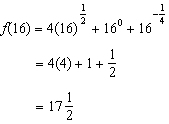 f(16) = 4(16)^{1/2} + 16^0 + 16^{-1/4}
= 4(4) + 1 + 1/2
= 17 1/2